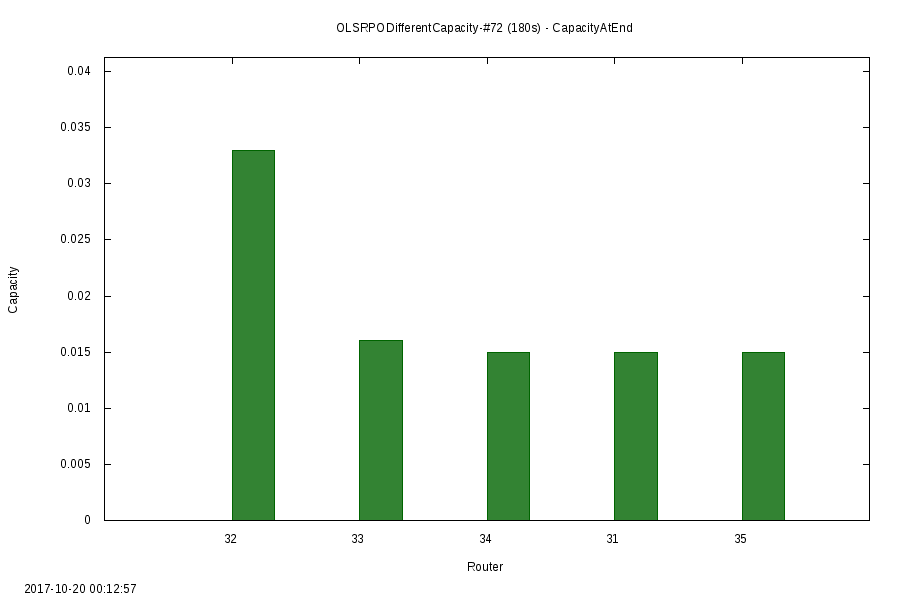 OLSRPODifferentCapacity-#72 (180s) - CapacityAtEnd
0.04
0.035
0.03
0.025
0.02
0.015
0.01
0.005
0
Capacity
32 33 34 31 35
Router
2017-10-20 00:12:57